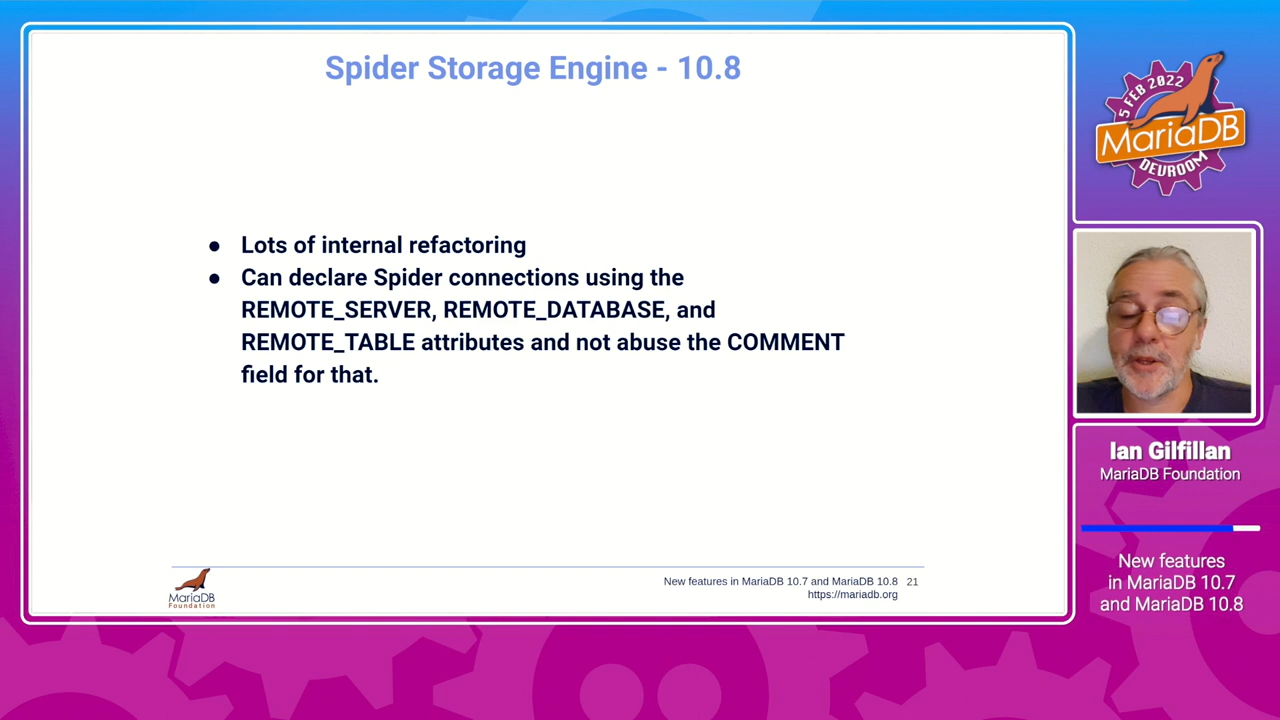 Spider Storage Engine - 10.8
● Lots of internal refactoring
● Can declare Spider connections using the
REMOTE_SERVER, REMOTE_DATABASE, and
REMOTE_TABLE attributes and not abuse the COMMENT
field for that.
MariaDB
Foundation
New features in MariaDB 10.7 and MariaDB 10.8 21
https://mariadb.org
5 FEB 2022
MariaDB
DEVROOM
Ian Gilfillan
MariaDB Foundation
New features
in MariaDB 10.7
and MariaDB 10.8